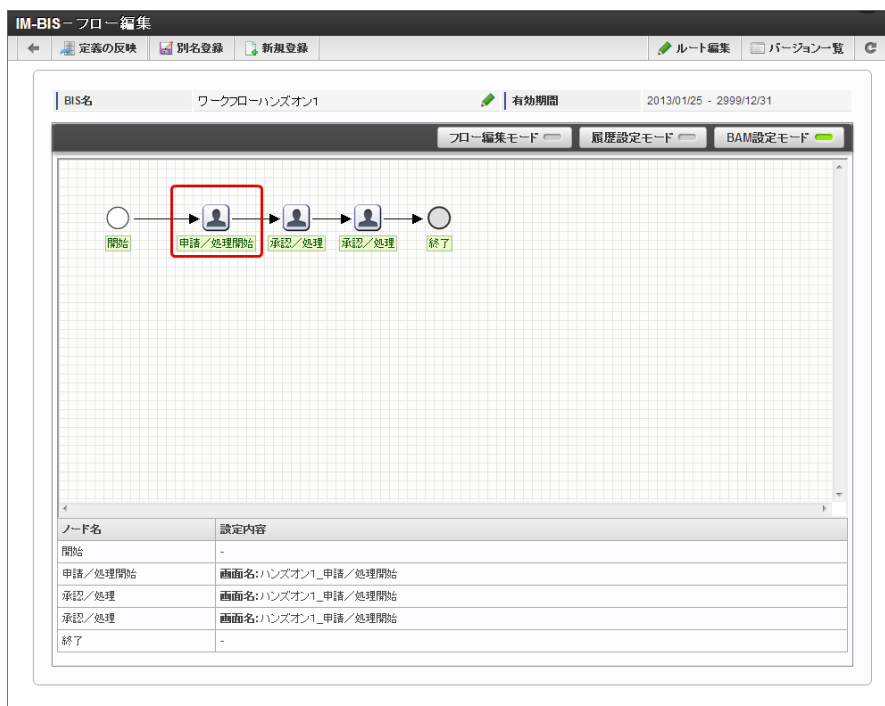 IM-BIS－フロー編集
定義の反映 別名登録 新規登録 ルート編集 バージョン一覧
BIS名 ワークフローハンズオン1 有効期間 2013/01/25 - 2999/12/31
フロー編集モード 履歴設定モード BAM設定モード
開始 申請／処理開始 承認／処理 承認／処理 終了
ノード名 設定内容
開始 -
申請／処理開始 画面名:ハンズオン1_申請／処理開始
承認／処理 画面名:ハンズオン1_申請／処理開始
承認／処理 画面名:ハンズオン1_申請／処理開始
終了 -